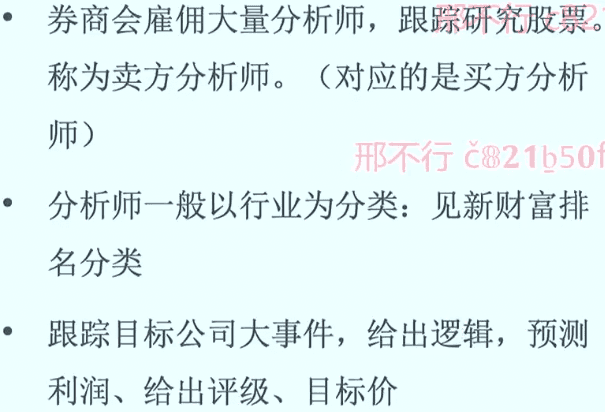 • 券商会雇佣大量分析师，跟踪研究股票。
称为卖方分析师。（对应的是买方分析
师）
邢不行
• 分析师一般以行业为分类：见新财富排
名分类
• 跟踪目标公司大事件，给出逻辑，预测
利润、给出评级、目标价